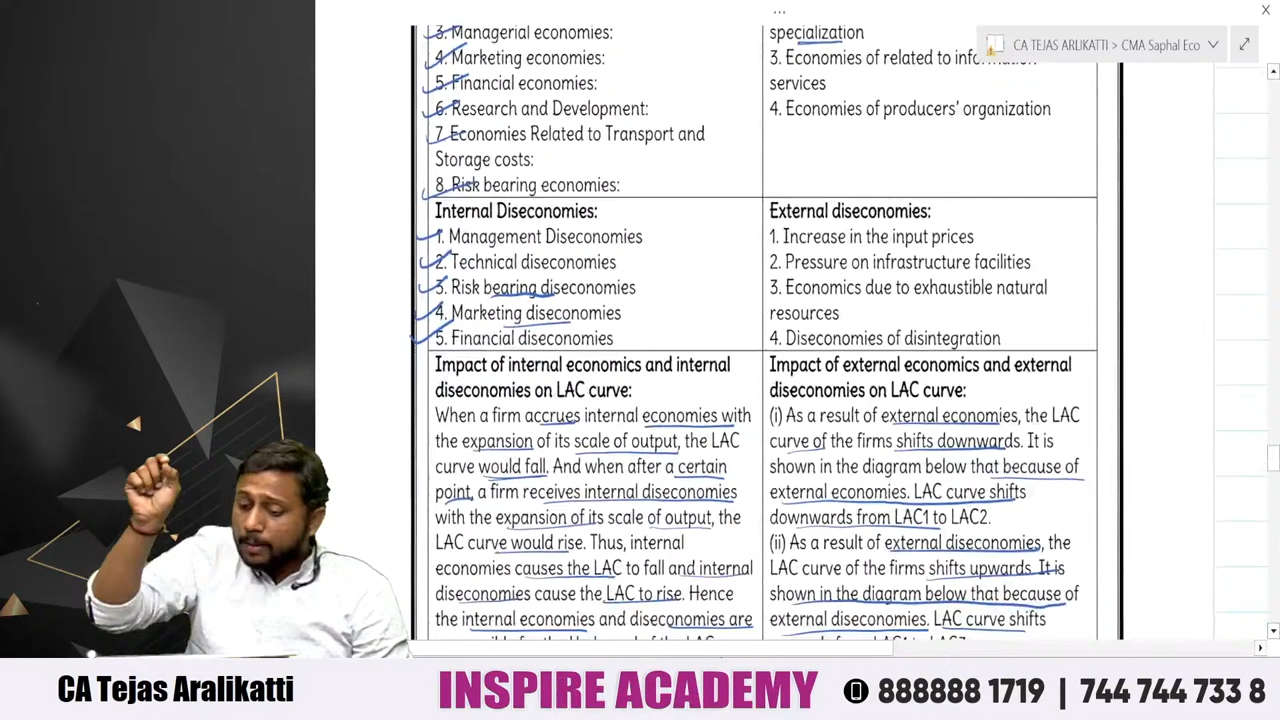 ...
X
CA TEJAS ARLIKATTI > CMA Saphal Eco
3. Managerial economies:
4. Marketing economies:
5. Financial economies:
6. Research and Development:
7. Economies Related to Transport and
Storage costs:
8. Risk bearing economies:
specialization
3. Economies of related to information
services
4. Economies of producers' organization
Internal Diseconomies:
1. Management Diseconomies
2. Technical diseconomies
3. Risk bearing diseconomies
4. Marketing diseconomies
5. Financial diseconomies
External diseconomies:
1. Increase in the input prices
2. Pressure on infrastructure facilities
3. Economics due to exhaustible natural
resources
4. Diseconomies of disintegration
Impact of internal economics and internal
diseconomies on LAC curve:
When a firm accrues internal economies with
the expansion of its scale of output, the LAC
curve would fall. And when after a certain
point, a firm receives internal diseconomies
with the expansion of its scale of output, the
LAC curve would rise. Thus, internal
economies causes the LAC to fall and internal
diseconomies cause the LAC to rise. Hence
the internal economies and diseconomies are
Impact of external economics and external
diseconomies on LAC curve:
(i) As a result of external economies, the LAC
curve of the firms shifts downwards. It is
shown in the diagram below that because of
external economies. LAC curve shifts
downwards from LAC1 to LAC2.
(ii) As a result of external diseconomies, the
LAC curve of the firms shifts upwards. It is
shown in the diagram below that because of
external diseconomies. LAC curve shifts
CA Tejas Aralikatti
INSPIRE ACADEMY
888888 1719 | 744 744 733 8